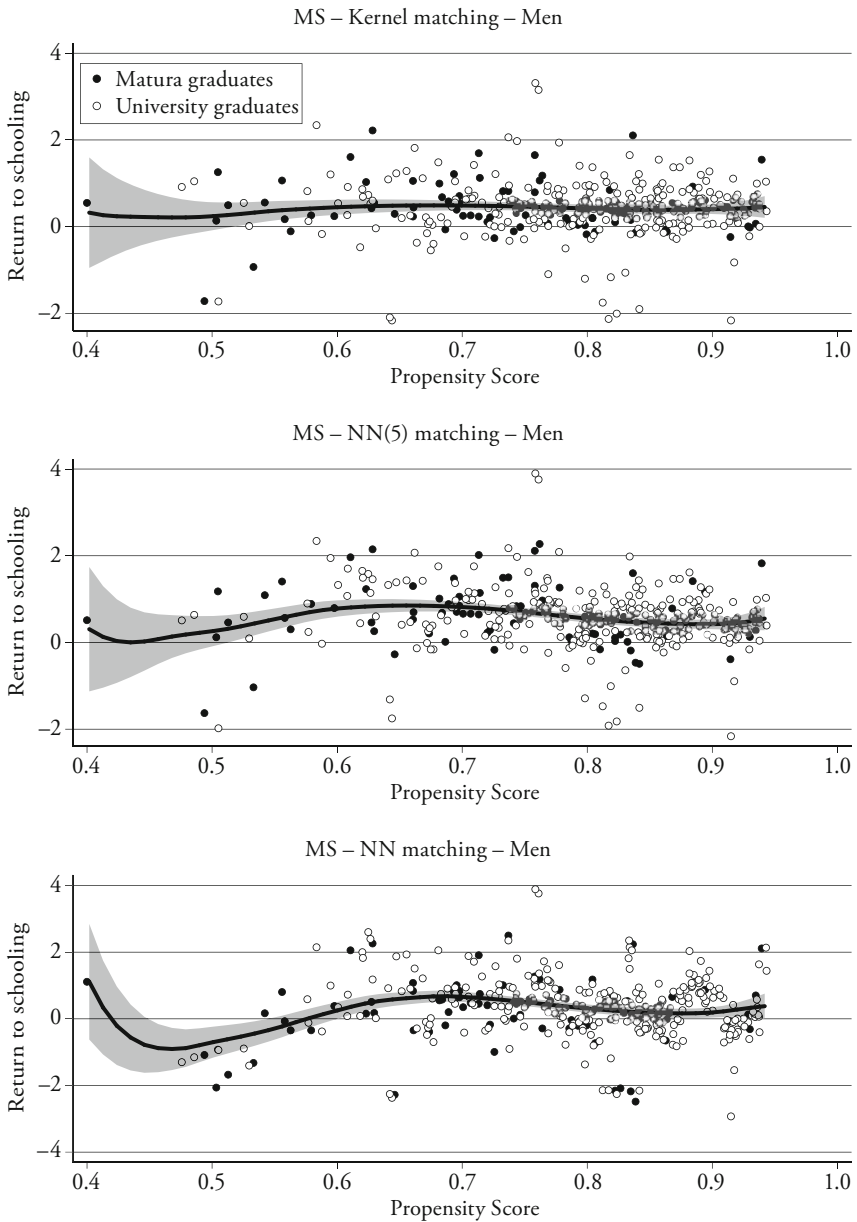 MS – Kernel matching – Men
4
2
0
–2
Return to schooling
Matura graduates
University graduates
0.4 0.5 0.6 0.7 0.8 0.9 1.0
Propensity Score
MS – NN(5) matching – Men
4
2
0
–2
Return to schooling
0.4 0.5 0.6 0.7 0.8 0.9 1.0
Propensity Score
MS – NN matching – Men
4
2
0
–2
–4
Return to schooling
0.4 0.5 0.6 0.7 0.8 0.9 1.0
Propensity Score